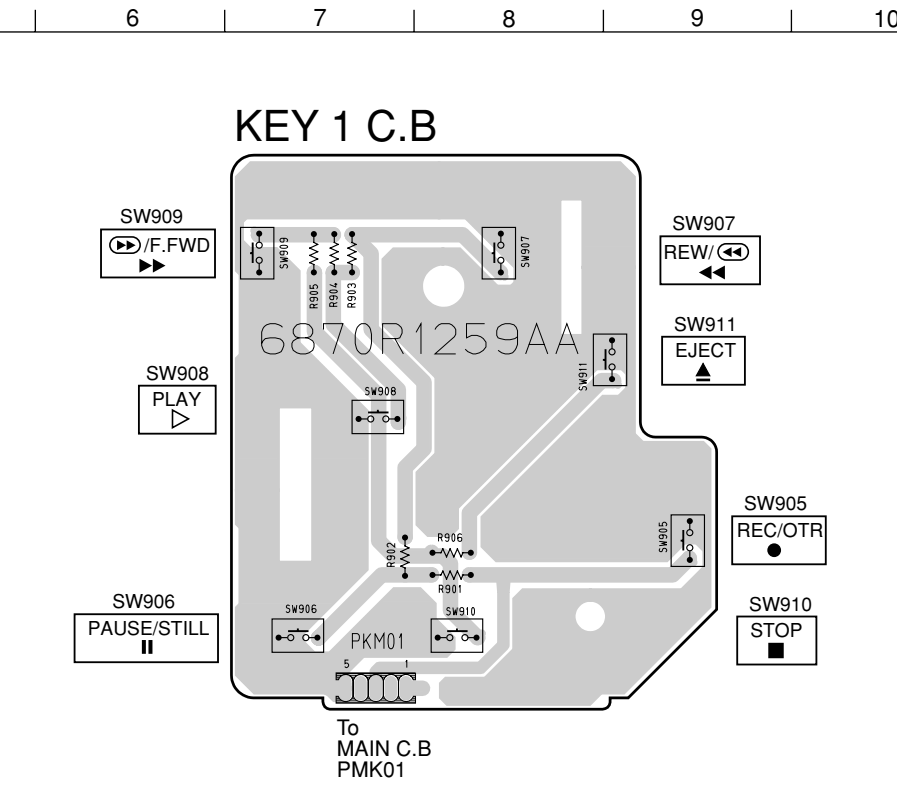 6 7 8 9 10
KEY 1 C.B
SW909
/F.FWD
SW907
REW/
SW911
EJECT
SW908
PLAY
SW905
REC/OTR
SW906
PAUSE/STILL
SW910
STOP
SW909
R905
R904
R903
SW907
6870R1259AA
SW911
SW908
R902
R906
R901
SW905
SW906
SW910
PKM01
5 1
To
MAIN C.B
PMK01